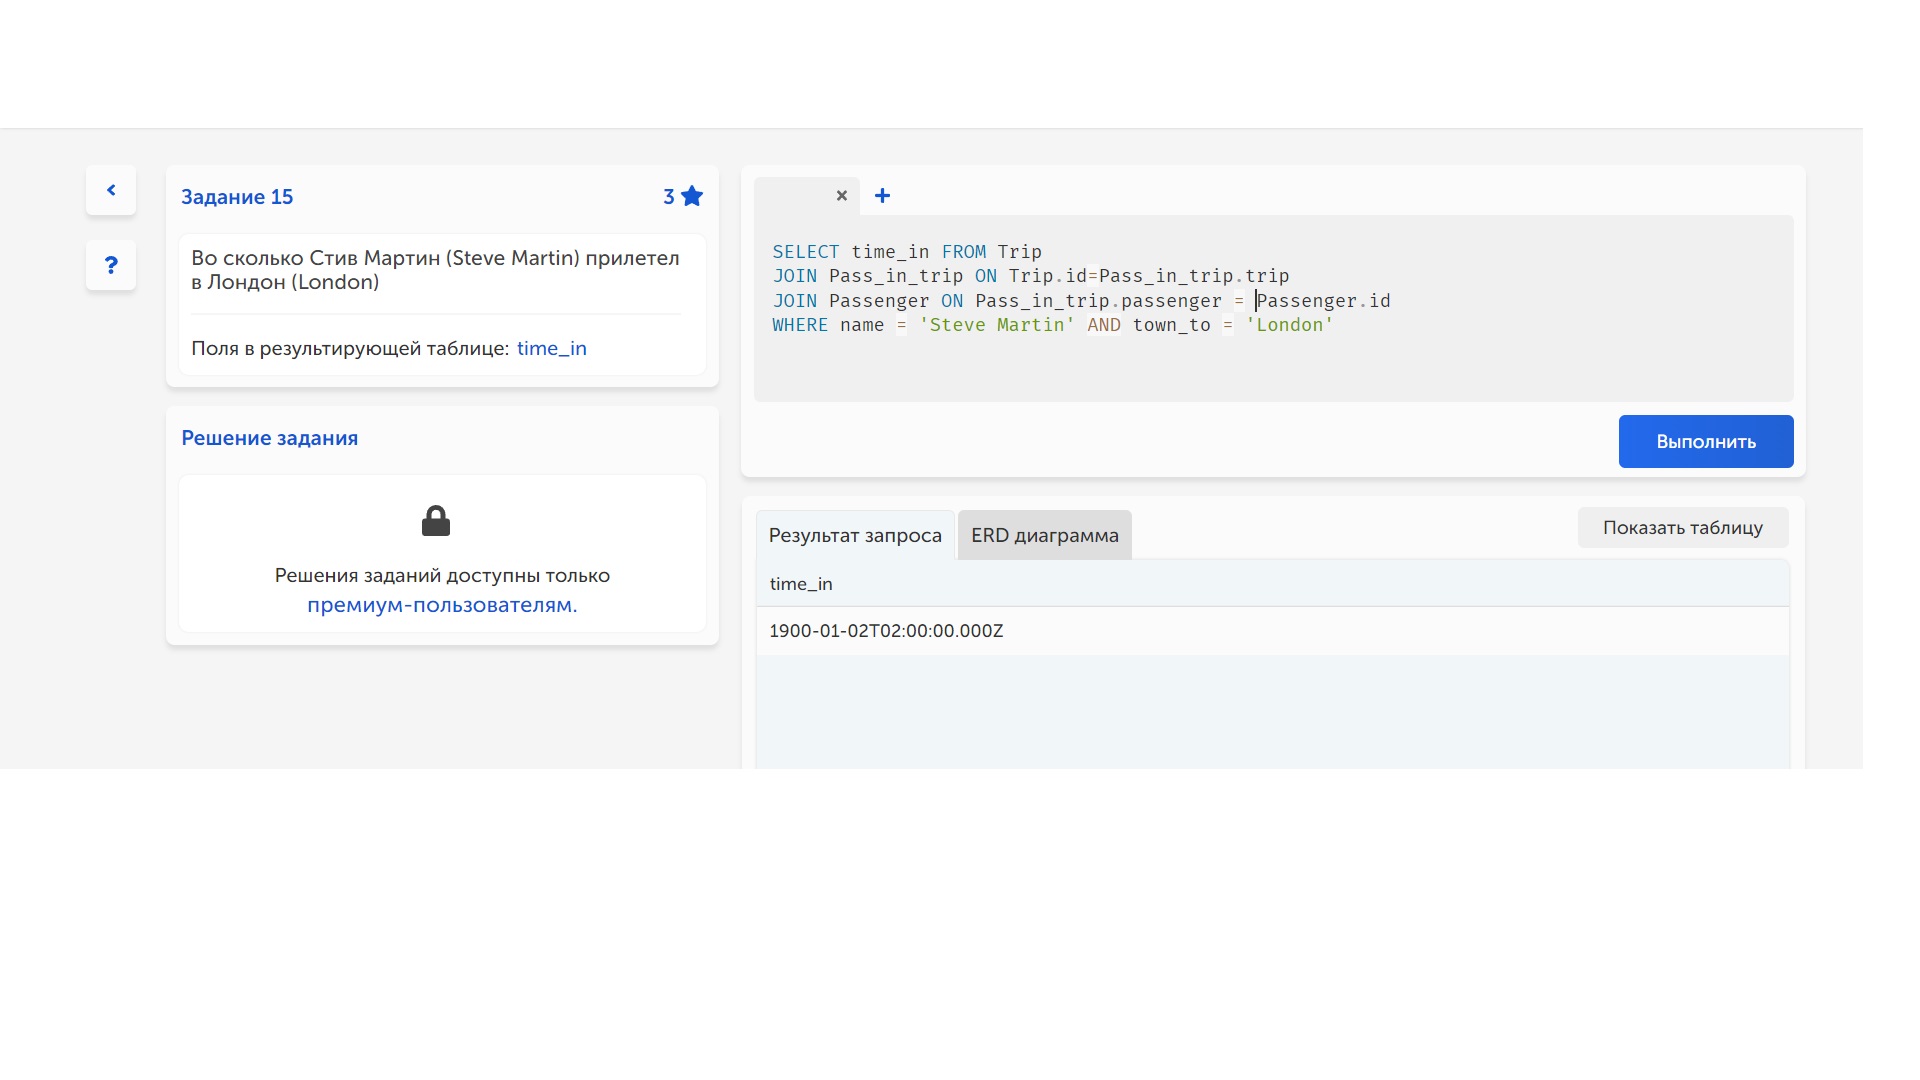 Задание 15
3
Во сколько Стив Мартин (Steve Martin) прилетел
в Лондон (London)
Поля в результирующей таблице: time_in
Решение задания
Решения заданий доступны только
премиум-пользователям.
SELECT time_in FROM Trip
JOIN Pass_in_trip ON Trip.id=Pass_in_trip.trip
JOIN Passenger ON Pass_in_trip.passenger = Passenger.id
WHERE name = 'Steve Martin' AND town_to = 'London'
Выполнить
Результат запроса
ERD диаграмма
Показать таблицу
time_in
1900-01-02T02:00:00.000Z